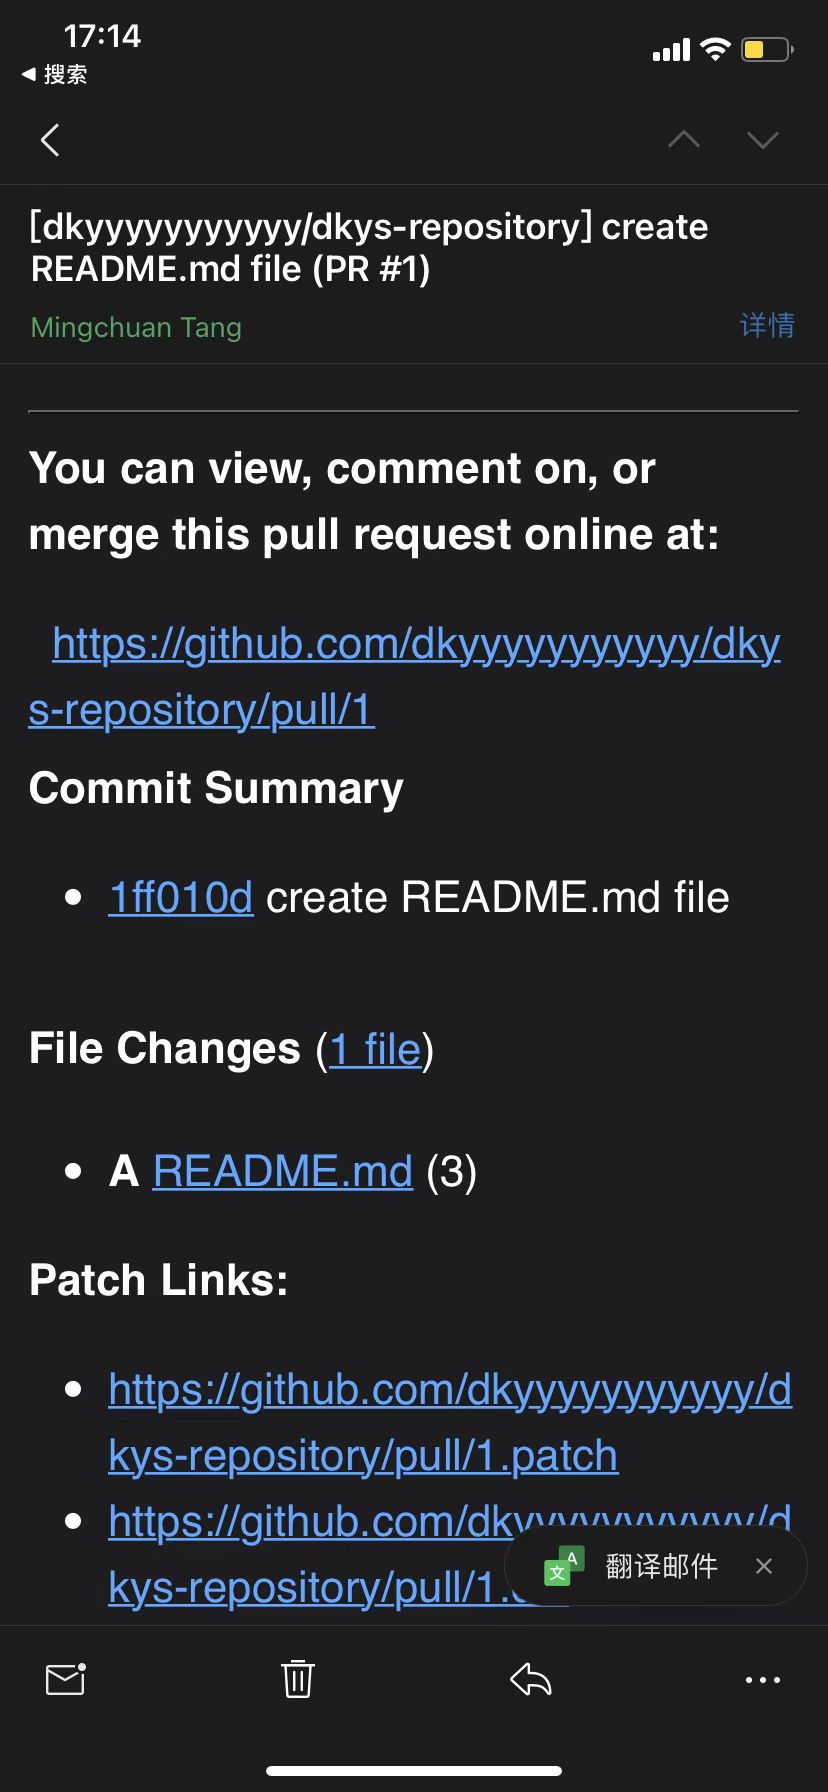 17:14
◀ 搜索
[dkyyyyyyyyyyy/dkys-repository] create
README.md file (PR #1)
Mingchuan Tang
详情
You can view, comment on, or
merge this pull request online at:
https://github.com/dkyyyyyyyyyyy/dky
s-repository/pull/1
Commit Summary
• 1ff010d create README.md file
File Changes (1 file)
• A README.md (3)
Patch Links:
• https://github.com/dkyyyyyyyyyyy/d
kys-repository/pull/1.patch
• https://github.com/dkyyyyyyyyyyy/d
kys-repository/pull/1.
翻译邮件